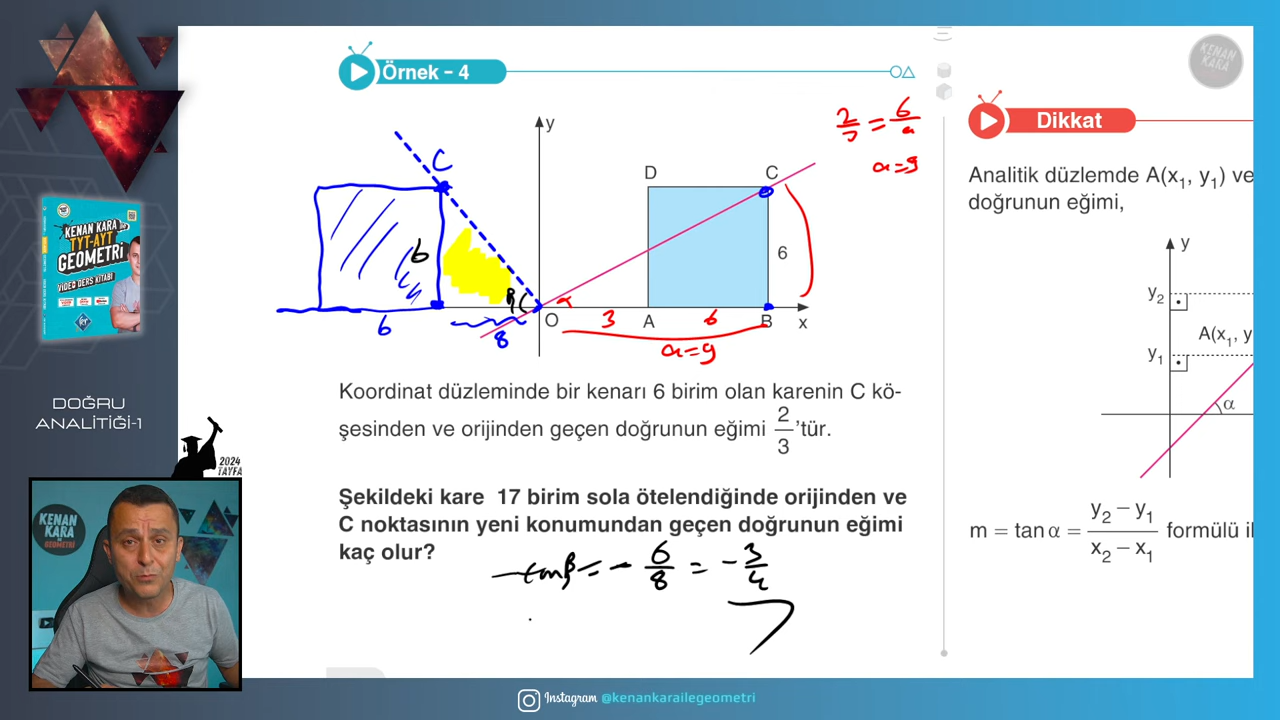 Örnek – 4
KENAN
KARA
Dikkat
y
D
C
6
O
A
B
x
C
6
6
8
β
α
3
6
a=9
2/3 = 6/a
a=9
Koordinat düzleminde bir kenarı 6 birim olan karenin C kö-
şesinden ve orijinden geçen doğrunun eğimi 2/3 'tür.
Şekildeki kare 17 birim sola ötelendiğinde orijinden ve
C noktasının yeni konumundan geçen doğrunun eğimi
kaç olur?
-tanβ = - 6/8 = - 3/4
Analitik düzlemde A(x₁, y₁) ve
doğrunun eğimi,
y
y₂
A(x₁, y
y₁
α
m = tan α = y₂ – y₁ / x₂ – x₁ formülü il
KENAN KARA
TYT-AYT
GEOMETRİ
VİDEO DERS KİTABI
DOĞRU
ANALİTİĞİ-1
2024
TAYFA
KENAN
KARA
Instagram @kenankarailegeometri